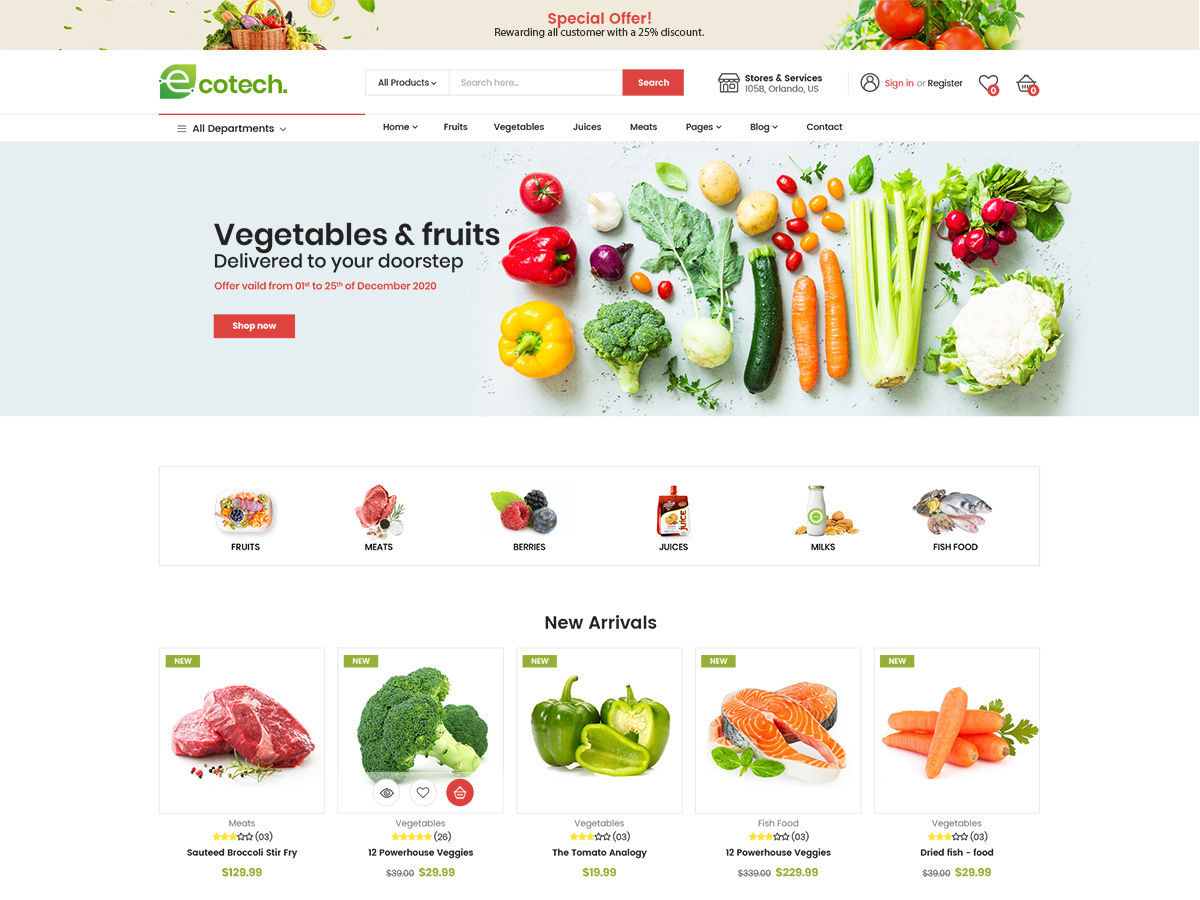 Special Offer!
Rewarding all customer with a 25% discount.
ecotech.
All Products
Search here...
Search
Stores & Services
105B, Orlando, US
Sign in or Register
0
0
All Departments
Home
Fruits
Vegetables
Juices
Meats
Pages
Blog
Contact
Vegetables & fruits
Delivered to your doorstep
Offer vaild from 01st to 25th of December 2020
Shop now
JUICE
FRUITS
MEATS
BERRIES
JUICES
MILKS
FISH FOOD
New Arrivals
NEW
NEW
NEW
NEW
NEW
Meats
(03)
Sauteed Broccoli Stir Fry
$129.99
Vegetables
(26)
12 Powerhouse Veggies
$39.00 $29.99
Vegetables
(03)
The Tomato Analogy
$19.99
Fish Food
(03)
12 Powerhouse Veggies
$339.00 $229.99
Vegetables
(03)
Dried fish - food
$39.00 $29.99